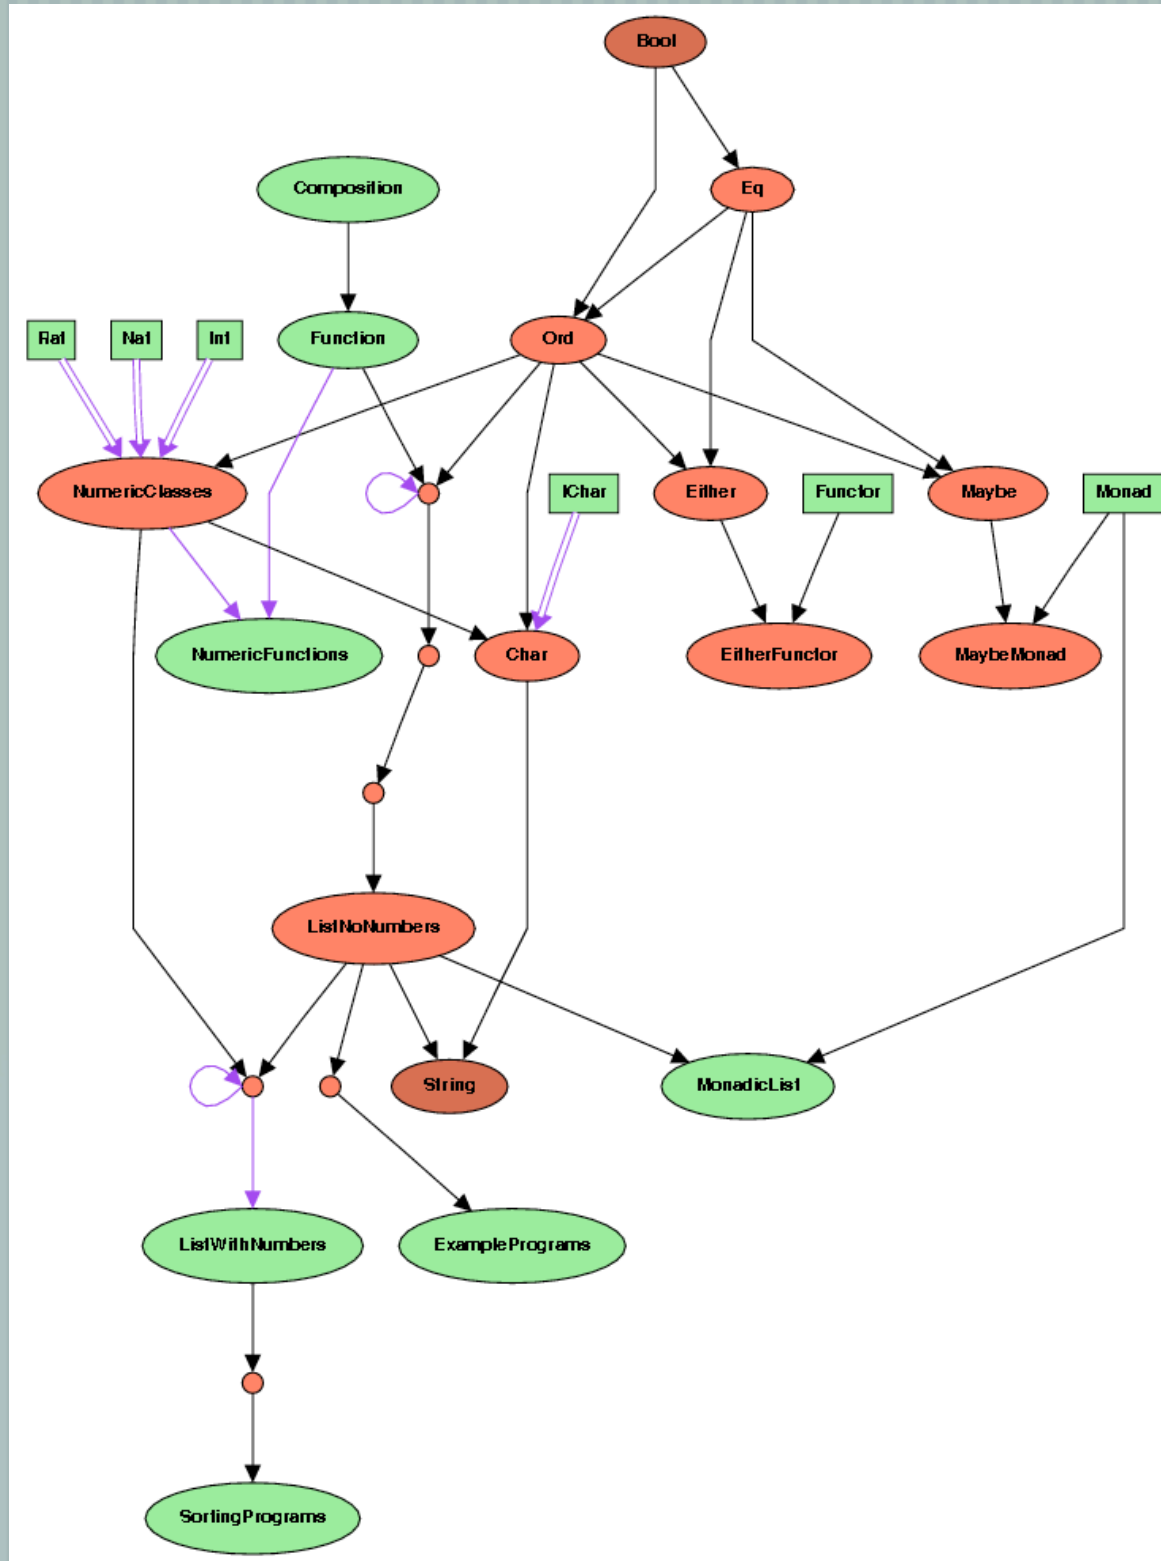 Bool
Composition
Eq
Rat
Nat
Int
Function
Ord
NumericClasses
IChar
Either
Functor
Maybe
Monad
NumericFunctions
Char
EitherFunctor
MaybeMonad
ListNoNumbers
String
MonadicList
ListWithNumbers
ExamplePrograms
SortingPrograms